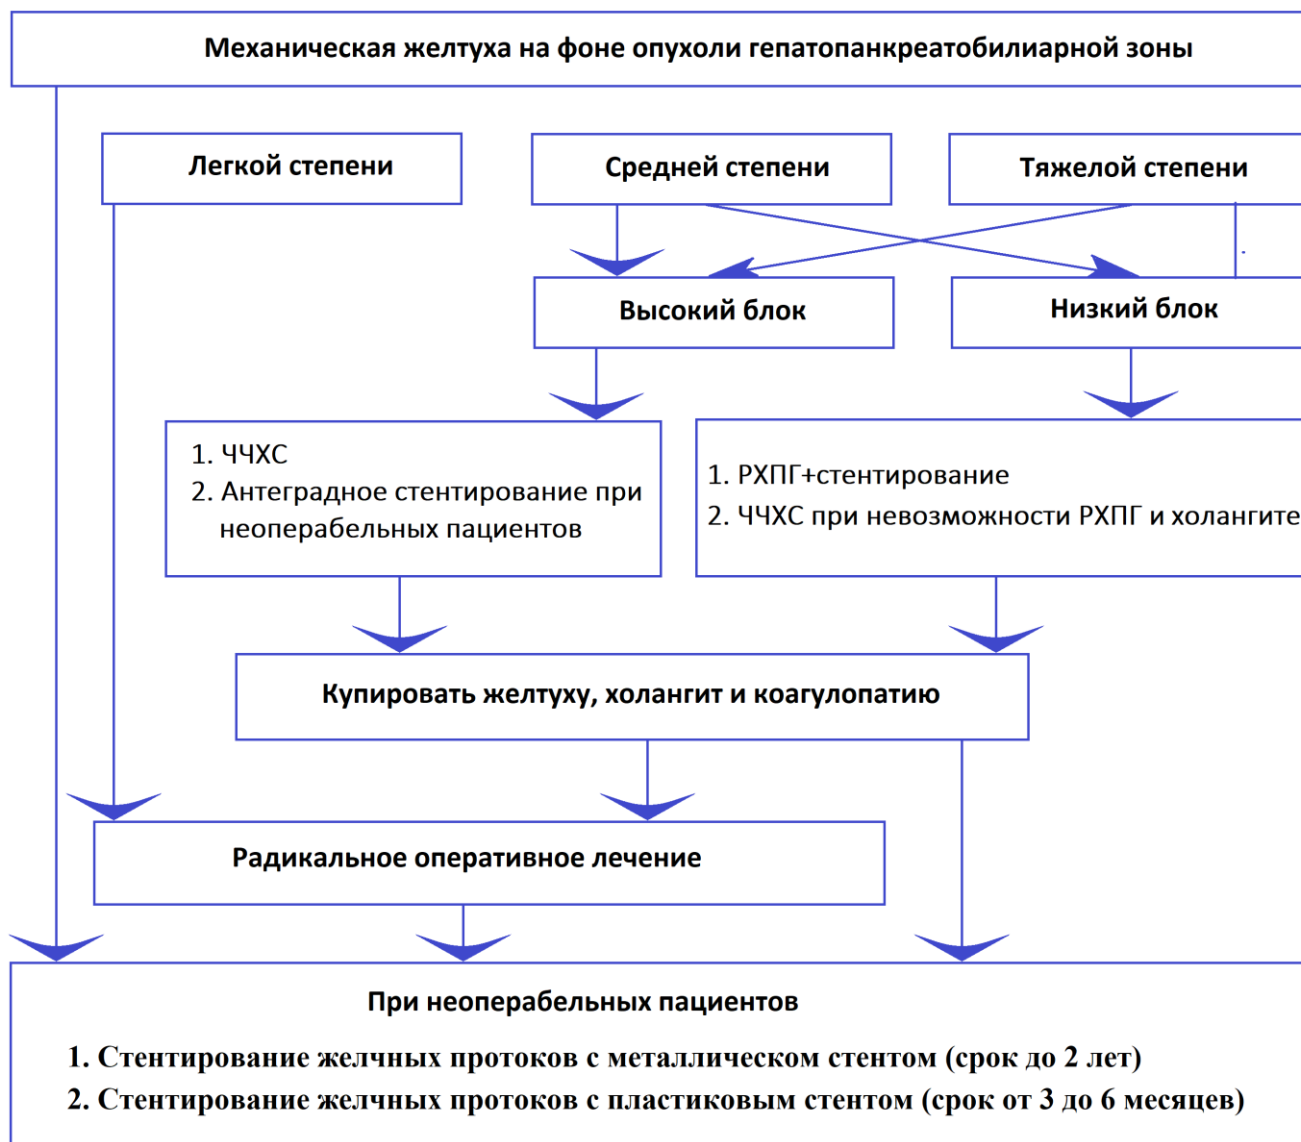 Механическая желтуха на фоне опухоли гепатопанкреатобилиарной зоны
Легкой степени
Средней степени
Тяжелой степени
Высокий блок
Низкий блок
1. ЧЧХС
2. Антеградное стентирование при
неоперабельных пациентов
1. РХПГ+стентирование
2. ЧЧХС при невозможности РХПГ и холангите
Купировать желтуху, холангит и коагулопатию
Радикальное оперативное лечение
При неоперабельных пациентов
1. Стентирование желчных протоков с металлическом стентом (срок до 2 лет)
2. Стентирование желчных протоков с пластиковым стентом (срок от 3 до 6 месяцев)